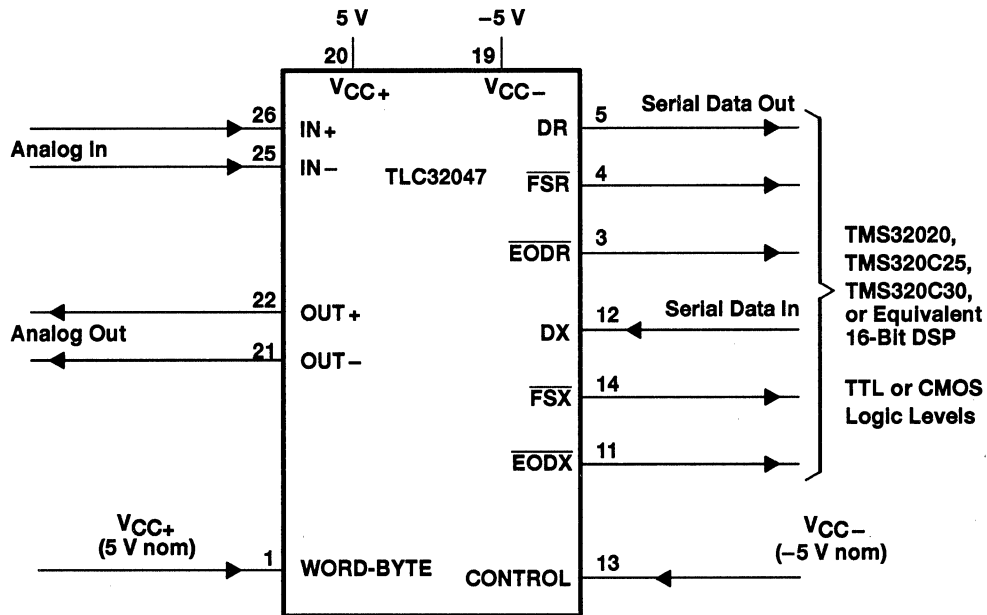 5 V
–5 V
20
19
VCC+
VCC–
26
IN+
Analog In
25
IN–
TLC32047
22
OUT+
Analog Out
21
OUT–
VCC+
(5 V nom)
1
WORD-BYTE
DR
5
Serial Data Out
FSR
4
EODR
3
DX
12
Serial Data In
FSX
14
EODX
11
CONTROL
13
VCC–
(–5 V nom)
TMS32020,
TMS320C25,
TMS320C30,
or Equivalent
16-Bit DSP
TTL or CMOS
Logic Levels